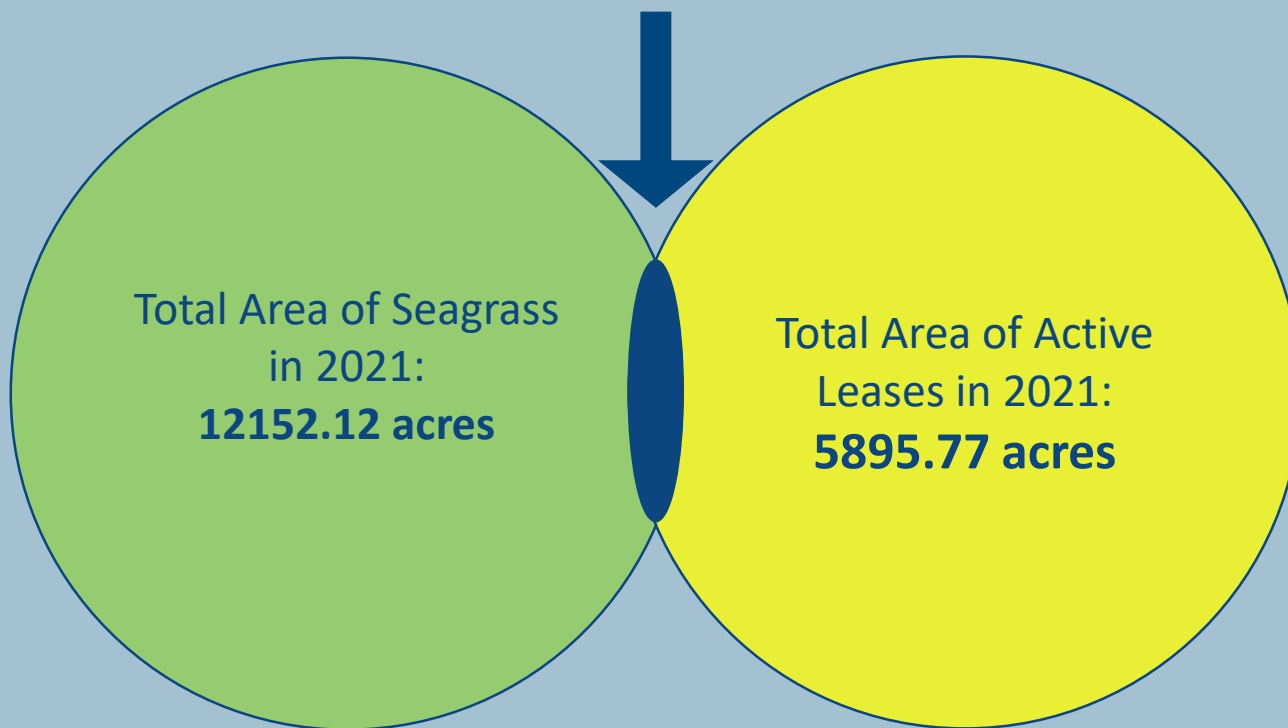 Total Area of Seagrass
in 2021:
12152.12 acres
Total Area of Active
Leases in 2021:
5895.77 acres